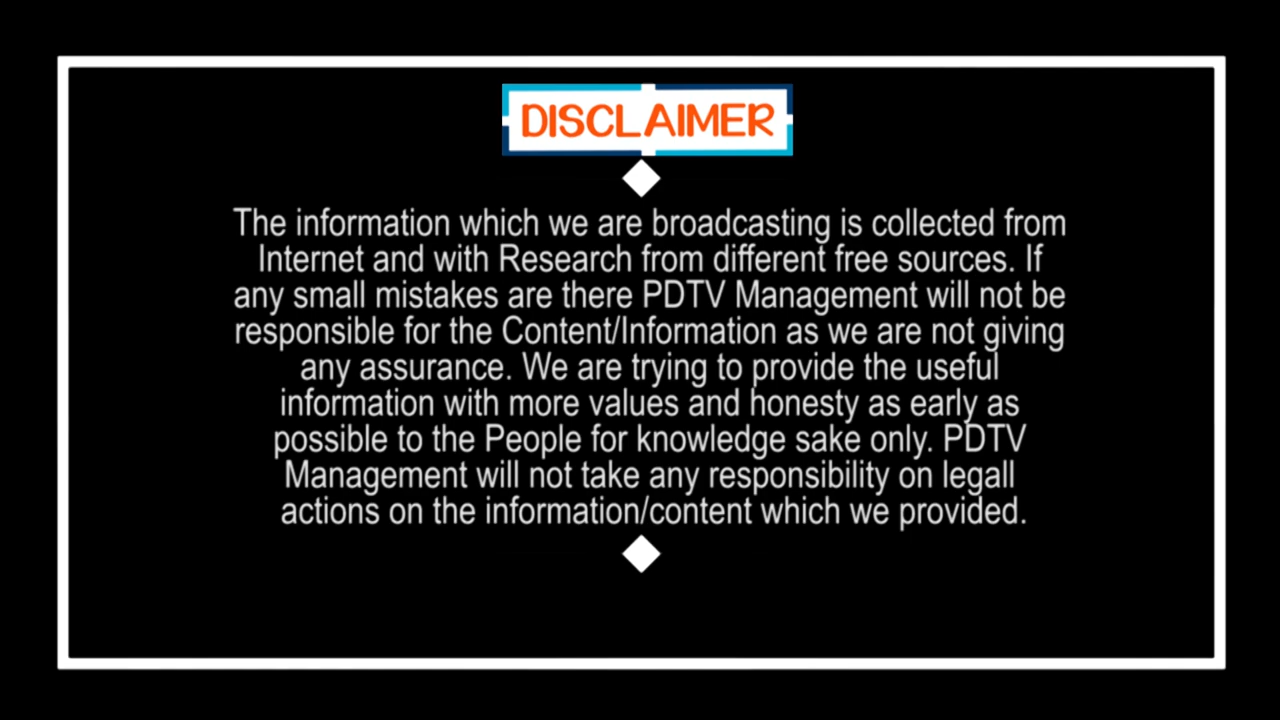 DISCLAIMER
The information which we are broadcasting is collected from
Internet and with Research from different free sources. If
any small mistakes are there PDTV Management will not be
responsible for the Content/Information as we are not giving
any assurance. We are trying to provide the useful
information with more values and honesty as early as
possible to the People for knowledge sake only. PDTV
Management will not take any responsibility on legall
actions on the information/content which we provided.